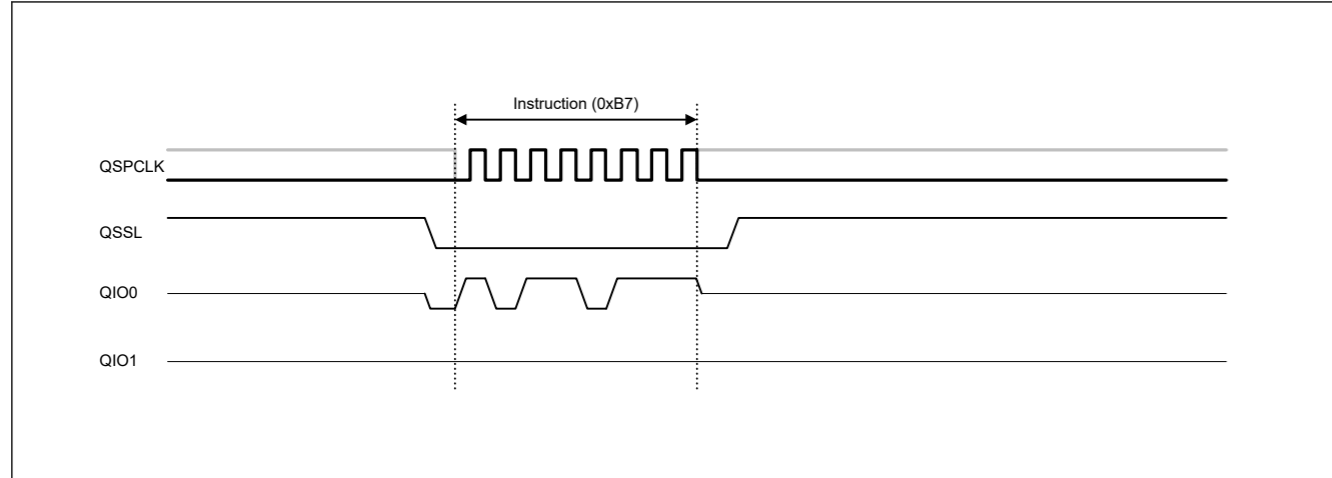 Instruction (0xB7)
QSPCLK
QSSL
QIO0
QIO1